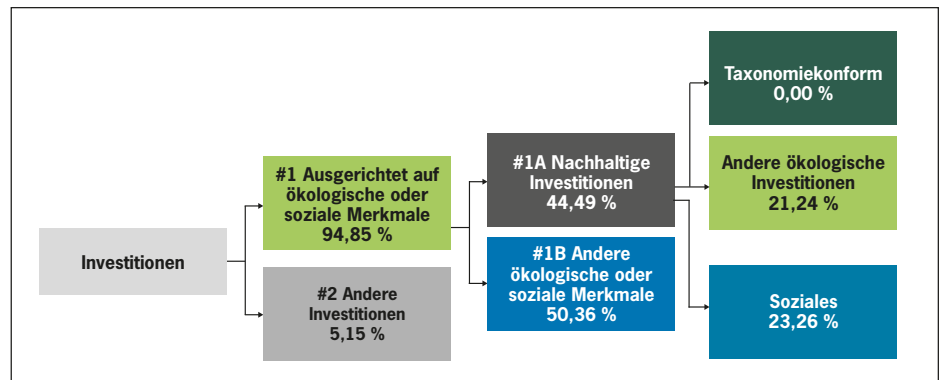 Investitionen
#1 Ausgerichtet auf
ökologische oder
soziale Merkmale
94,85 %
#2 Andere
Investitionen
5,15 %
#1A Nachhaltige
Investitionen
44,49 %
#1B Andere
ökologische oder
soziale Merkmale
50,36 %
Taxonomiekonform
0,00 %
Andere ökologische
Investitionen
21,24 %
Soziales
23,26 %